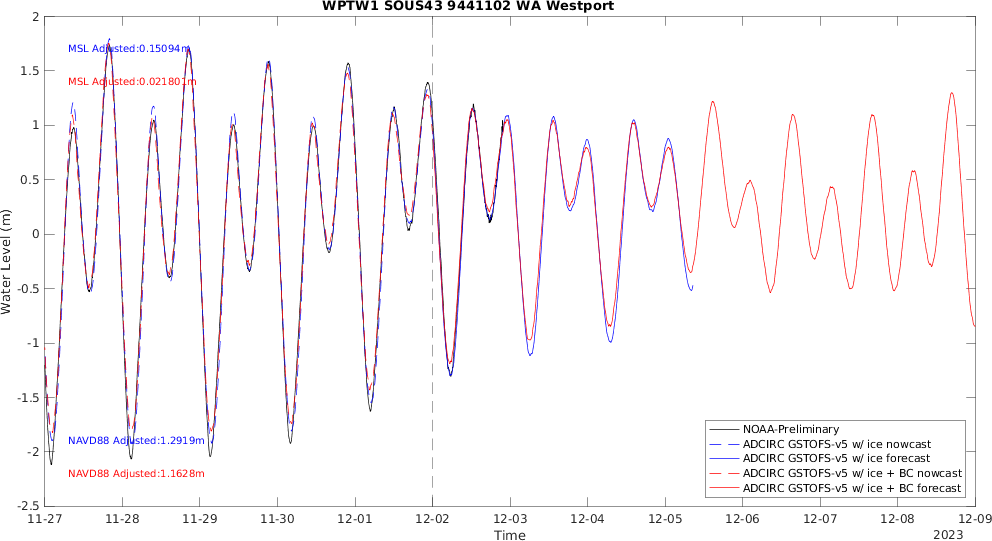 WPTW1 SOUS43 9441102 WA Westport
2
1.5
1
0.5
0
-0.5
-1
-1.5
-2
-2.5
Water Level (m)
MSL Adjusted:0.15094m
MSL Adjusted:0.021801m
NAVD88 Adjusted:1.2919m
NAVD88 Adjusted:1.1628m
NOAA-Preliminary
ADCIRC GSTOFS-v5 w/ ice nowcast
ADCIRC GSTOFS-v5 w/ ice forecast
ADCIRC GSTOFS-v5 w/ ice + BC nowcast
ADCIRC GSTOFS-v5 w/ ice + BC forecast
11-27 11-28 11-29 11-30 12-01 12-02 12-03 12-04 12-05 12-06 12-07 12-08 12-09
Time
2023